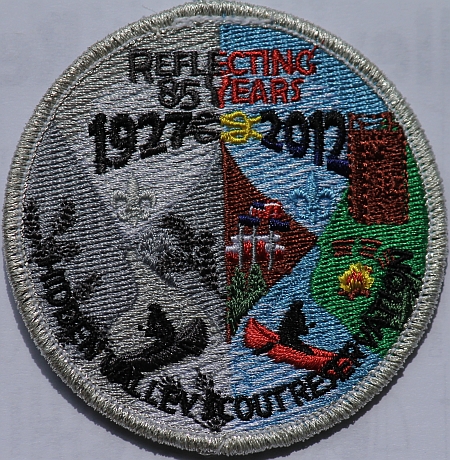 REFLECTING
85 YEARS
1927 2012
HIDDEN VALLEY SCOUT RESERVATION